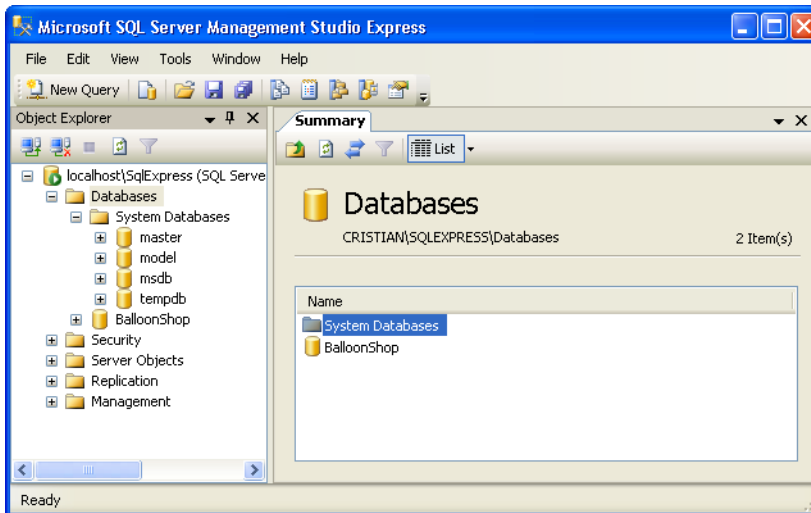 Microsoft SQL Server Management Studio Express
File Edit View Tools Window Help
New Query
Object Explorer
localhost\SqlExpress (SQL Serve
Databases
System Databases
master
model
msdb
tempdb
BalloonShop
Security
Server Objects
Replication
Management
Summary
List
Databases
CRISTIAN\SQLEXPRESS\Databases 2 Item(s)
Name
System Databases
BalloonShop
Ready